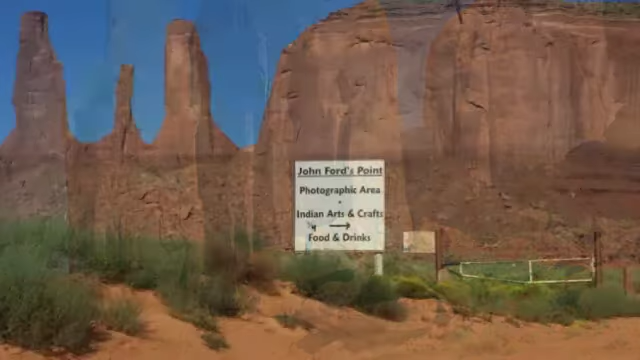 John Ford's Point
Photographic Area
-
Indian Arts & Crafts
Food & Drinks